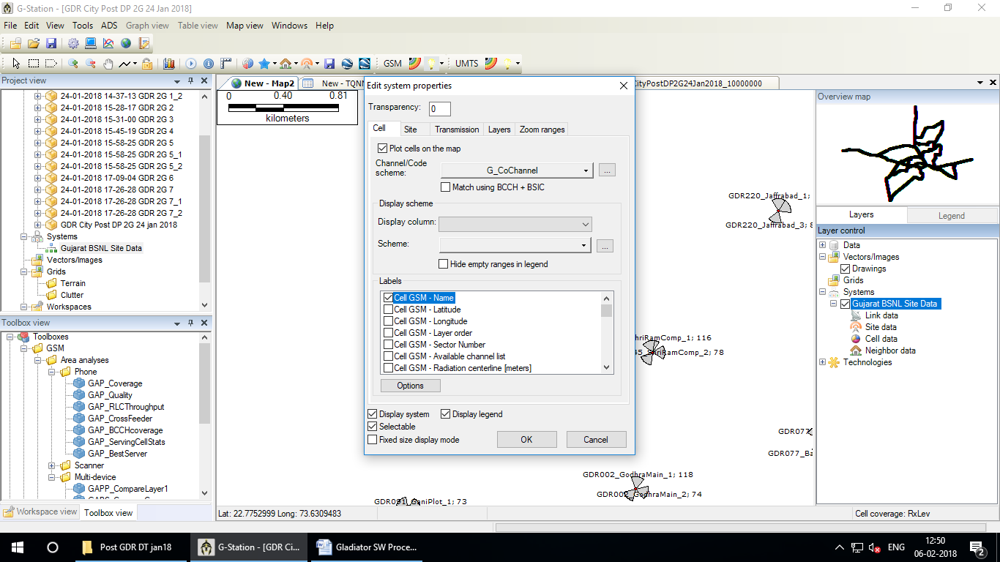 G-Station - [GDR City Post DP 2G 24 Jan 2018]
File Edit View Tools ADS Graph view Table view Map view Windows Help
GSM UMTS
Project view
24-01-2018 14-37-13 GDR 2G 1_2
24-01-2018 15-28-17 GDR 2G 2
24-01-2018 15-31-00 GDR 2G 3
24-01-2018 15-45-19 GDR 2G 4
24-01-2018 15-58-25 GDR 2G 5
24-01-2018 15-58-25 GDR 2G 5_1
24-01-2018 15-58-25 GDR 2G 5_2
24-01-2018 17-09-04 GDR 2G 6
24-01-2018 17-26-28 GDR 2G 7
24-01-2018 17-26-28 GDR 2G 7_1
24-01-2018 17-26-28 GDR 2G 7_2
GDR City Post DP 2G 24 jan 2018
Systems
Gujarat BSNL Site Data
Vectors/Images
Grids
Terrain
Clutter
Workspaces
Toolbox view
Toolboxes
GSM
Area analyses
Phone
GAP_Coverage
GAP_Quality
GAP_RLCThroughput
GAP_CrossFeeder
GAP_BCCHcoverage
GAP_ServingCellStats
GAP_BestServer
Scanner
Multi-device
GAPP_CompareLayer1
Workspace view Toolbox view
New - Map2 New - TQNN
CityPostDP2G24Jan2018_10000000
0 0.40 0.81
kilometers
Edit system properties
Transparency: 0
Cell Site Transmission Layers Zoom ranges
Plot cells on the map
Channel/Code
scheme: G_CoChannel ...
Match using BCCH + BSIC
Display scheme
Display column:
Scheme: ...
Hide empty ranges in legend
Labels
Cell GSM - Name
Cell GSM - Latitude
Cell GSM - Longitude
Cell GSM - Layer order
Cell GSM - Sector Number
Cell GSM - Available channel list
Cell GSM - Radiation centerline [meters]
Options
Display system Display legend
Selectable
Fixed size display mode OK Cancel
GDR220_Jaffrabad_1;
GDR220_Jaffrabad_3; 8
hriRamComp_1; 116
45_ShriRamComp_2; 78
GDR077
GDR077_Ba
GDR002_GodhraMain_1; 118
GDR002_GodhraMain_2; 74
GDR091_GaniPlot_1; 73
Lat: 22.7752999 Long: 73.6309483
Overview map
Layers Legend
Layer control
Data
Vectors/Images
Drawings
Grids
Systems
Gujarat BSNL Site Data
Link data
Site data
Cell data
Neighbor data
Technologies
Cell coverage: RxLev
Post GDR DT jan18 G-Station - [GDR Ci... Gladiator SW Proce... ENG
12:50
06-02-2018
2